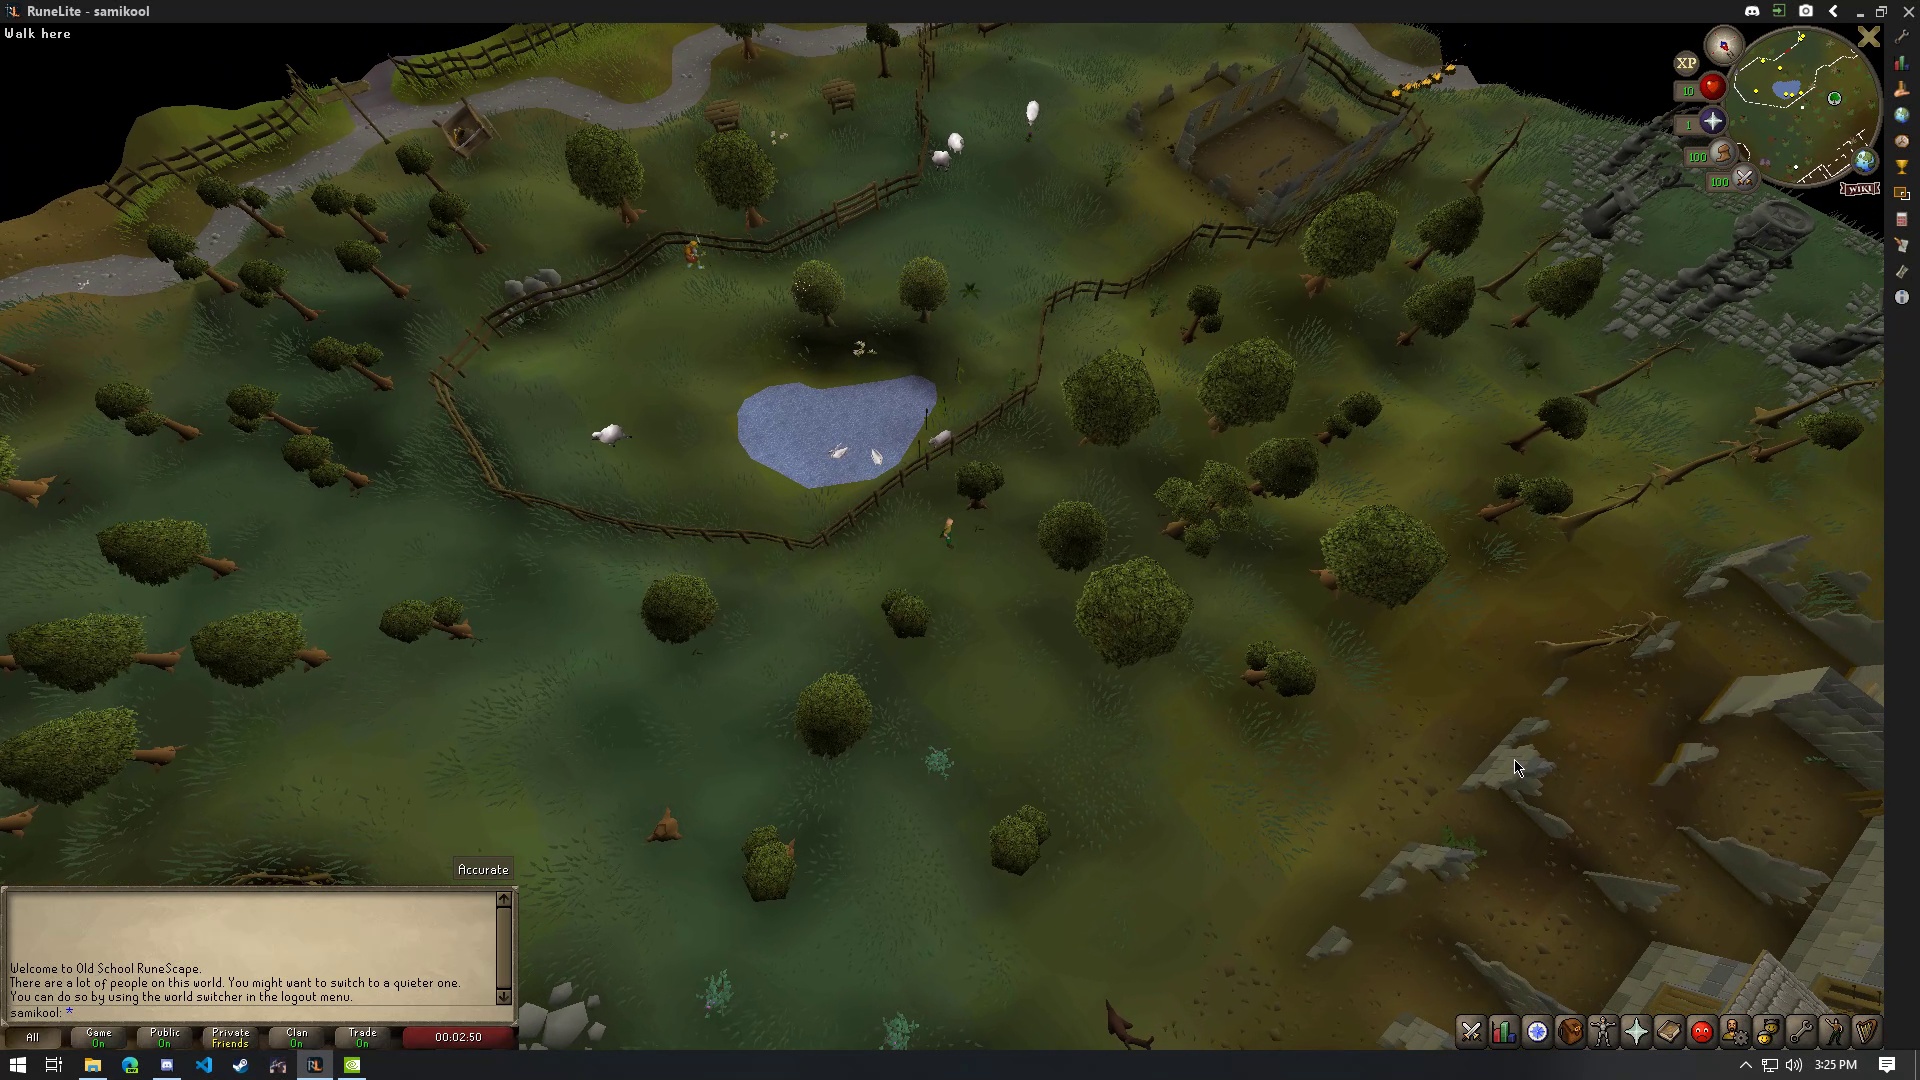 RuneLite - samikool
Walk here
XP
10
1
100
100
WIKI
Accurate
Welcome to Old School RuneScape.
There are a lot of people on this world. You might want to switch to a quieter one.
You can do so by using the world switcher in the logout menu.
samikool: *
All
Game
On
Public
On
Private
Friends
Clan
On
Trade
On
00:02:50
3:25 PM